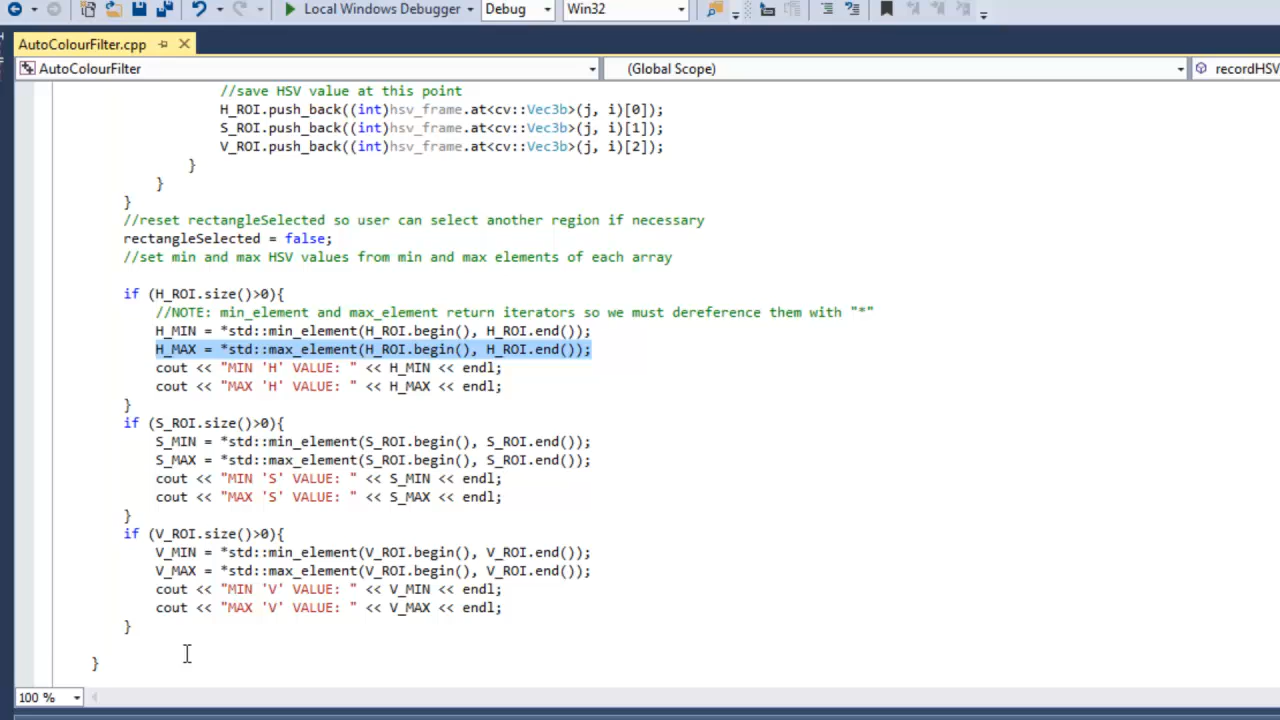 Local Windows Debugger Debug Win32
AutoColourFilter.cpp
AutoColourFilter (Global Scope) recordHSV
//save HSV value at this point
H_ROI.push_back((int)hsv_frame.at<cv::Vec3b>(j, i)[0]);
S_ROI.push_back((int)hsv_frame.at<cv::Vec3b>(j, i)[1]);
V_ROI.push_back((int)hsv_frame.at<cv::Vec3b>(j, i)[2]);
}
}
}
//reset rectangleSelected so user can select another region if necessary
rectangleSelected = false;
//set min and max HSV values from min and max elements of each array
if (H_ROI.size()>0){
//NOTE: min_element and max_element return iterators so we must dereference them with "*"
H_MIN = *std::min_element(H_ROI.begin(), H_ROI.end());
H_MAX = *std::max_element(H_ROI.begin(), H_ROI.end());
cout << "MIN 'H' VALUE: " << H_MIN << endl;
cout << "MAX 'H' VALUE: " << H_MAX << endl;
}
if (S_ROI.size()>0){
S_MIN = *std::min_element(S_ROI.begin(), S_ROI.end());
S_MAX = *std::max_element(S_ROI.begin(), S_ROI.end());
cout << "MIN 'S' VALUE: " << S_MIN << endl;
cout << "MAX 'S' VALUE: " << S_MAX << endl;
}
if (V_ROI.size()>0){
V_MIN = *std::min_element(V_ROI.begin(), V_ROI.end());
V_MAX = *std::max_element(V_ROI.begin(), V_ROI.end());
cout << "MIN 'V' VALUE: " << V_MIN << endl;
cout << "MAX 'V' VALUE: " << V_MAX << endl;
}
}
100 %